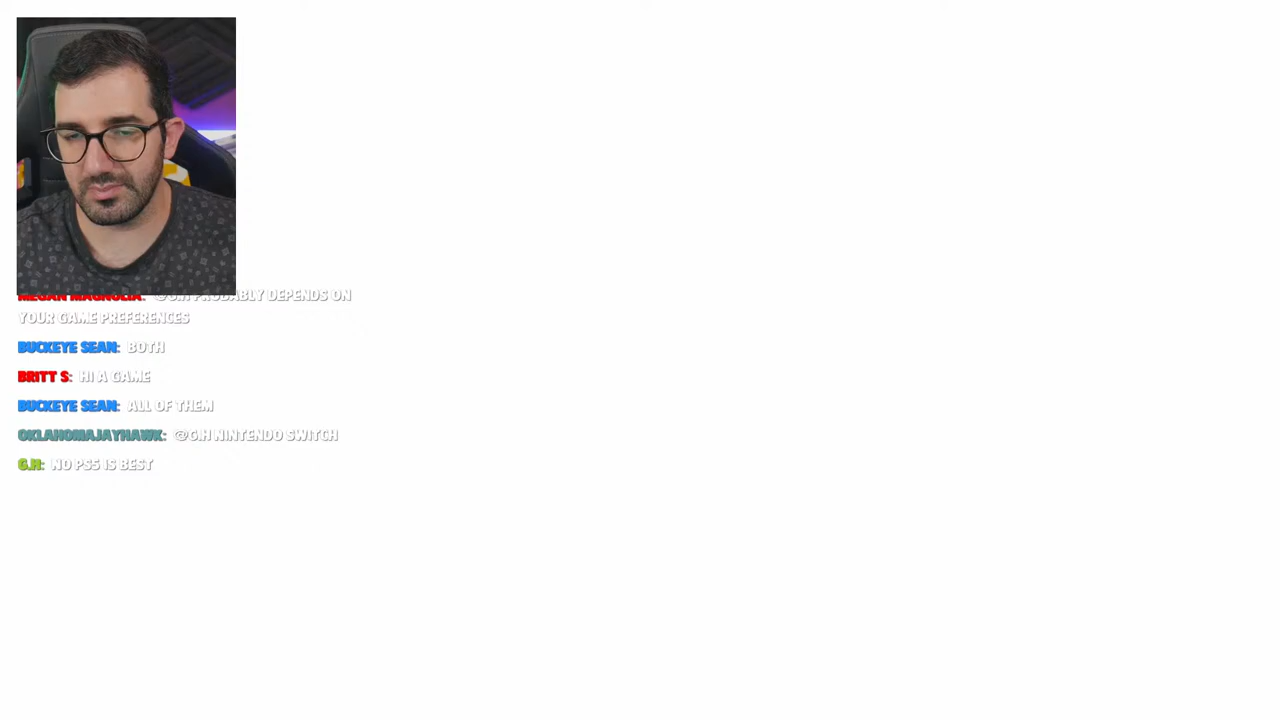 MEGAN MAGNOLIA: @G.H PROBABLY DEPENDS ON
YOUR GAME PREFERENCES
BUCKEYE SEAN: BOTH
BRITT S: HI A GAME
BUCKEYE SEAN: ALL OF THEM
OKLAHOMAJAYHAWK: @G.H NINTENDO SWITCH
G.H: NO PS5 IS BEST